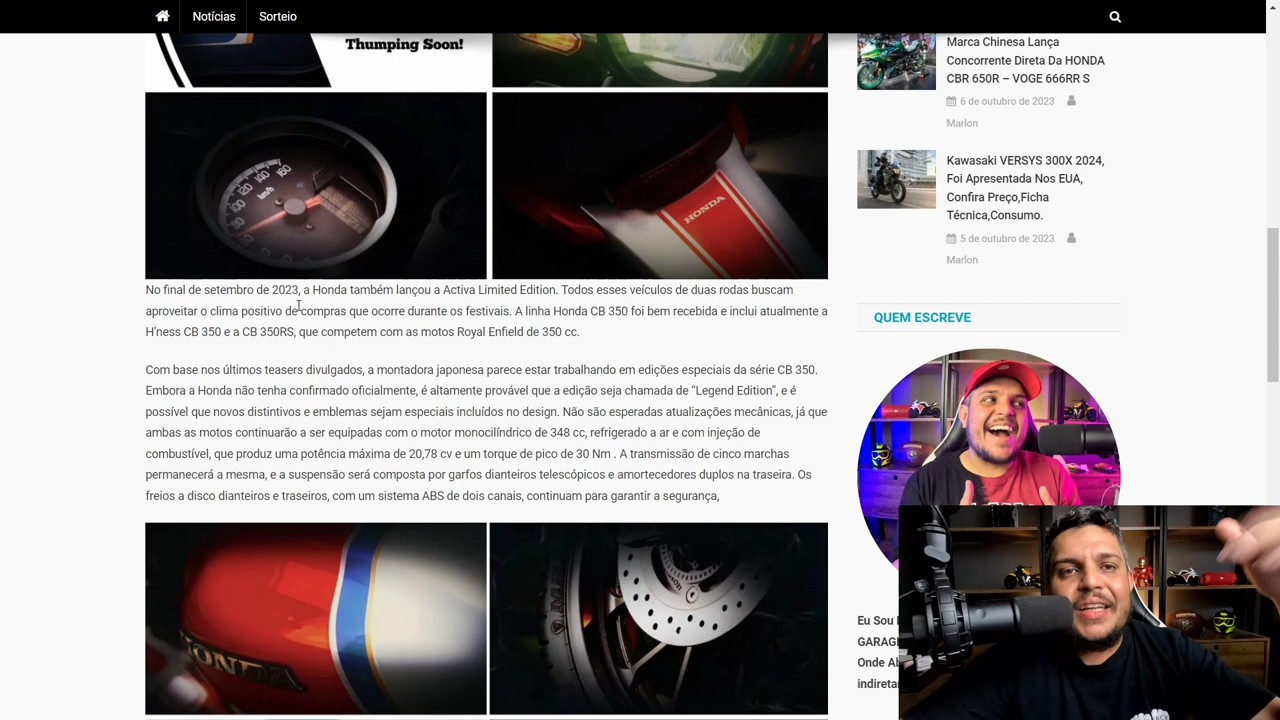 Notícias Sorteio
Thumping Soon!
160
140
120
km/h
HONDA
No final de setembro de 2023, a Honda também lançou a Activa Limited Edition. Todos esses veículos de duas rodas buscam
aproveitar o clima positivo de compras que ocorre durante os festivais. A linha Honda CB 350 foi bem recebida e inclui atualmente a
H'ness CB 350 e a CB 350RS, que competem com as motos Royal Enfield de 350 cc.
Com base nos últimos teasers divulgados, a montadora japonesa parece estar trabalhando em edições especiais da série CB 350.
Embora a Honda não tenha confirmado oficialmente, é altamente provável que a edição seja chamada de “Legend Edition”, e é
possível que novos distintivos e emblemas sejam especiais incluídos no design. Não são esperadas atualizações mecânicas, já que
ambas as motos continuarão a ser equipadas com o motor monocilíndrico de 348 cc, refrigerado a ar e com injeção de
combustível, que produz uma potência máxima de 20,78 cv e um torque de pico de 30 Nm . A transmissão de cinco marchas
permanecerá a mesma, e a suspensão será composta por garfos dianteiros telescópicos e amortecedores duplos na traseira. Os
freios a disco dianteiros e traseiros, com um sistema ABS de dois canais, continuam para garantir a segurança,
HONDA
Marca Chinesa Lança
Concorrente Direta Da HONDA
CBR 650R – VOGE 666RR S
6 de outubro de 2023
Marlon
Kawasaki VERSYS 300X 2024,
Foi Apresentada Nos EUA,
Confira Preço,Ficha
Técnica,Consumo.
5 de outubro de 2023
Marlon
QUEM ESCREVE
Eu Sou
Onde